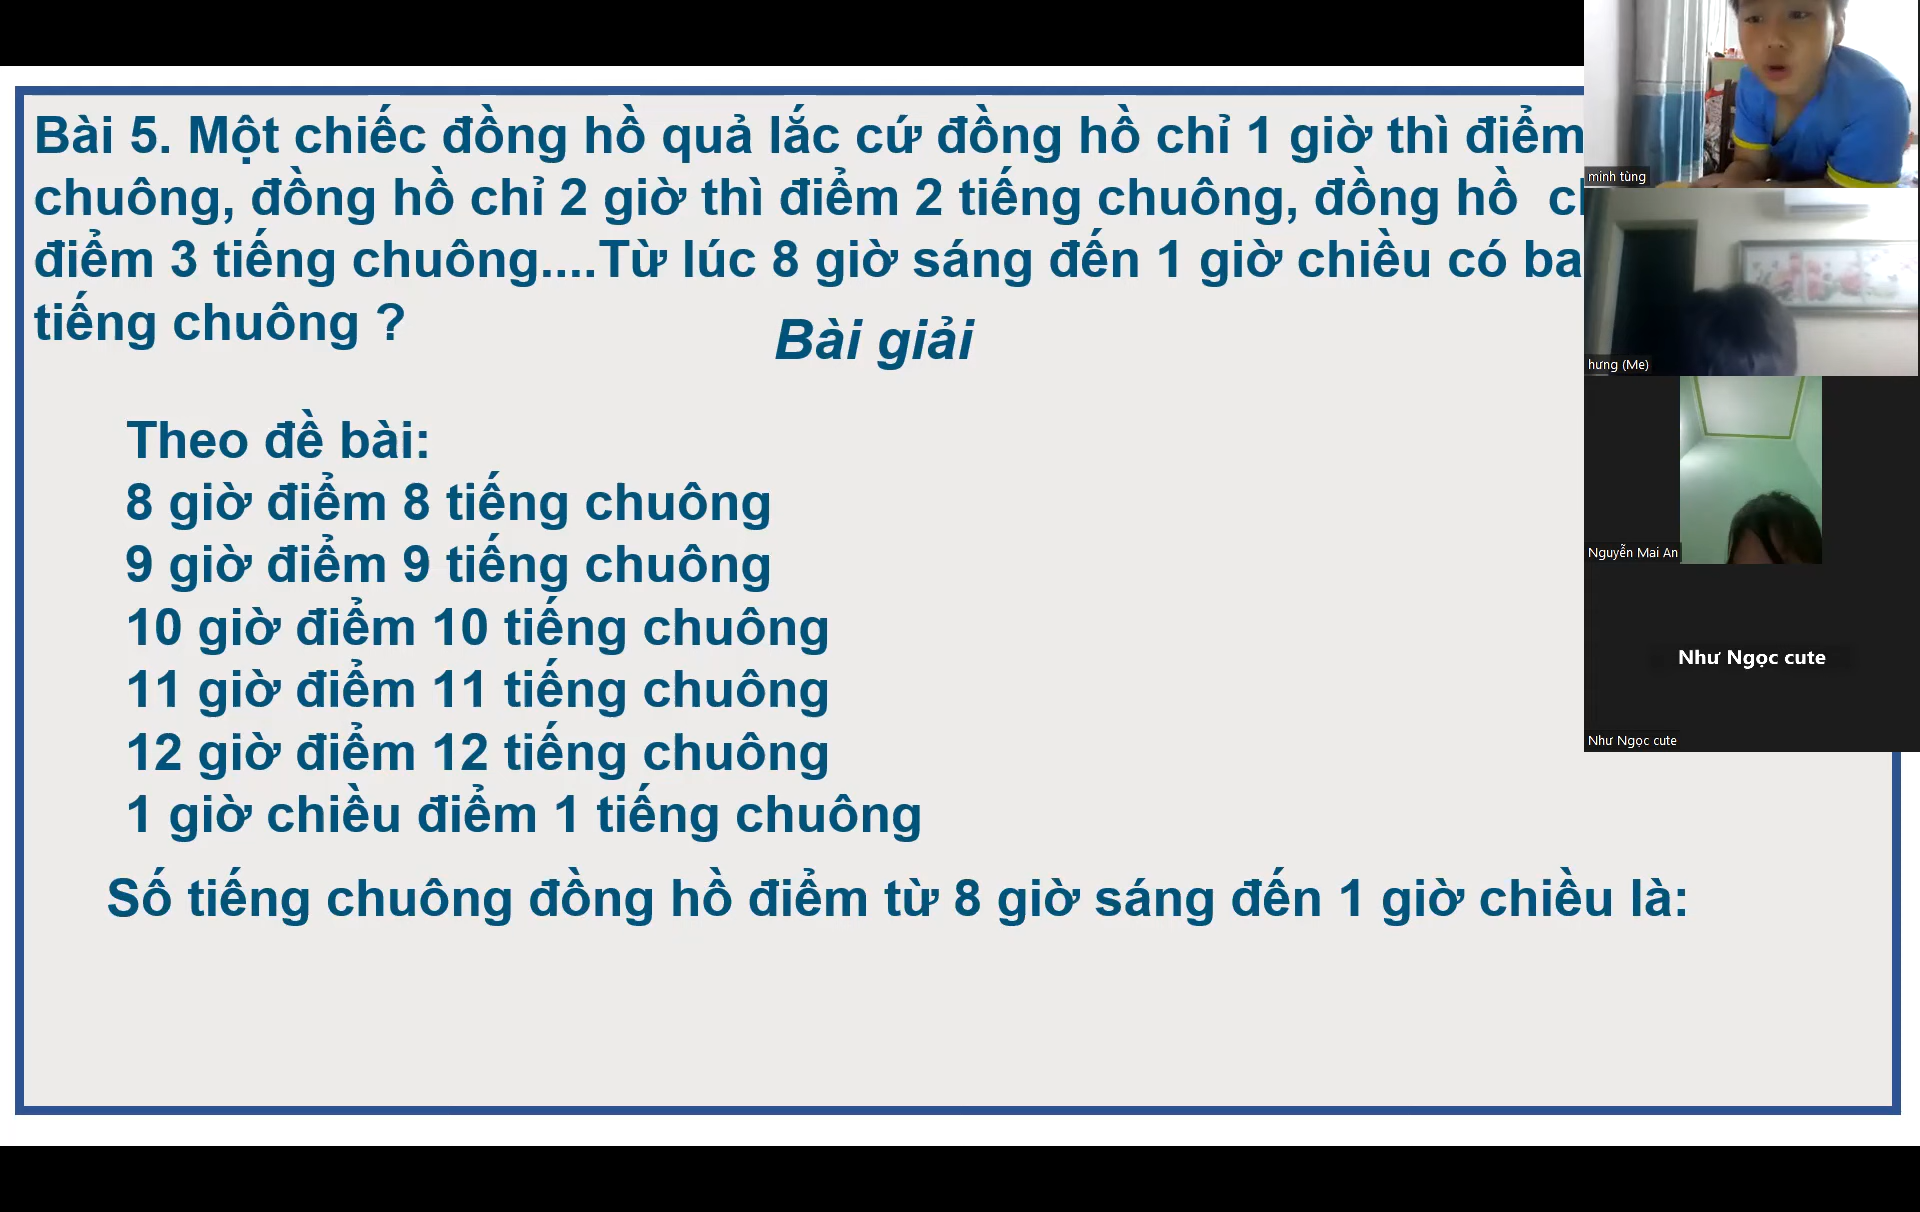 Bài 5. Một chiếc đồng hồ quả lắc cứ đồng hồ chỉ 1 giờ thì điểm
chuông, đồng hồ chỉ 2 giờ thì điểm 2 tiếng chuông, đồng hồ
điểm 3 tiếng chuông....Từ lúc 8 giờ sáng đến 1 giờ chiều có ba
tiếng chuông ?
Bài giải
Theo đề bài:
8 giờ điểm 8 tiếng chuông
9 giờ điểm 9 tiếng chuông
10 giờ điểm 10 tiếng chuông
11 giờ điểm 11 tiếng chuông
12 giờ điểm 12 tiếng chuông
1 giờ chiều điểm 1 tiếng chuông
Số tiếng chuông đồng hồ điểm từ 8 giờ sáng đến 1 giờ chiều là:
minh tùng
hưng (Me)
Nguyễn Mai An
Như Ngọc cute
Như Ngọc cute